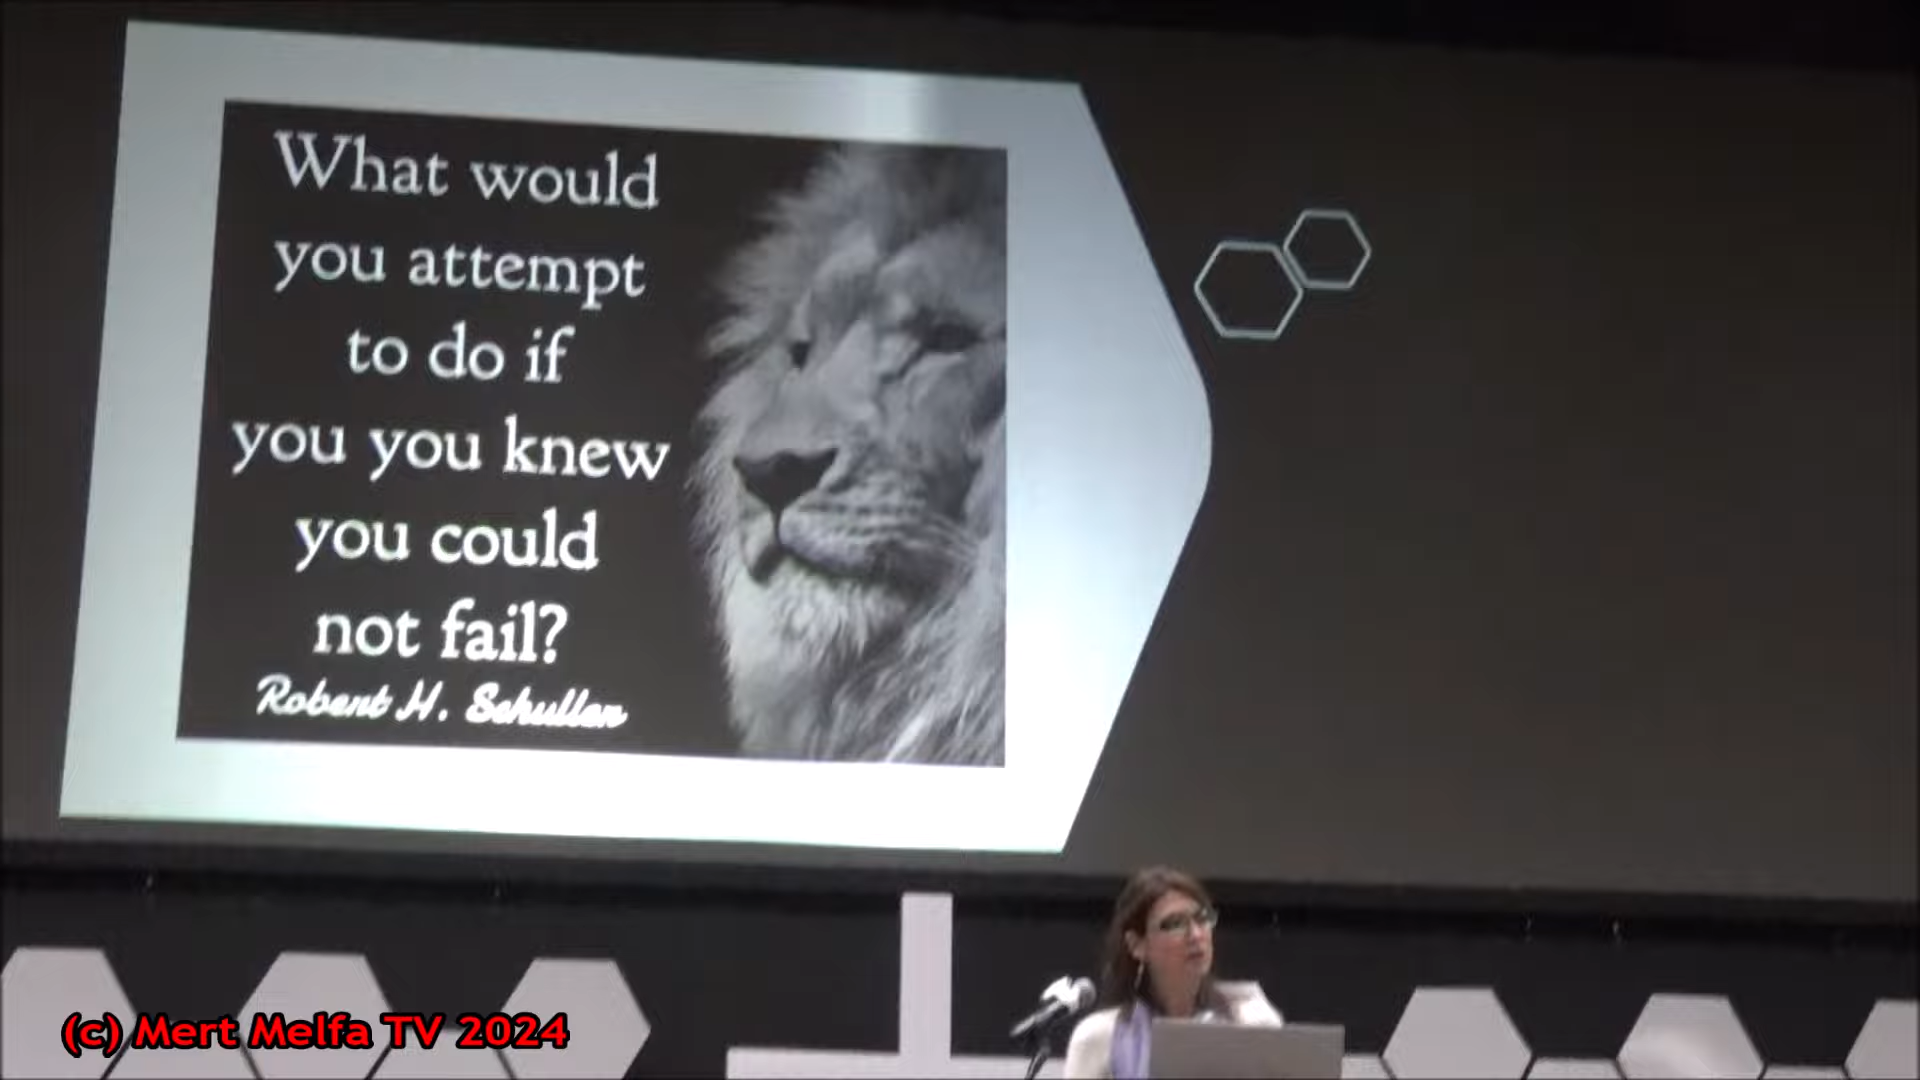 What would
you attempt
to do if
you you knew
you could
not fail?
Robert H. Schuller
(c) Mert Melfa TV 2024